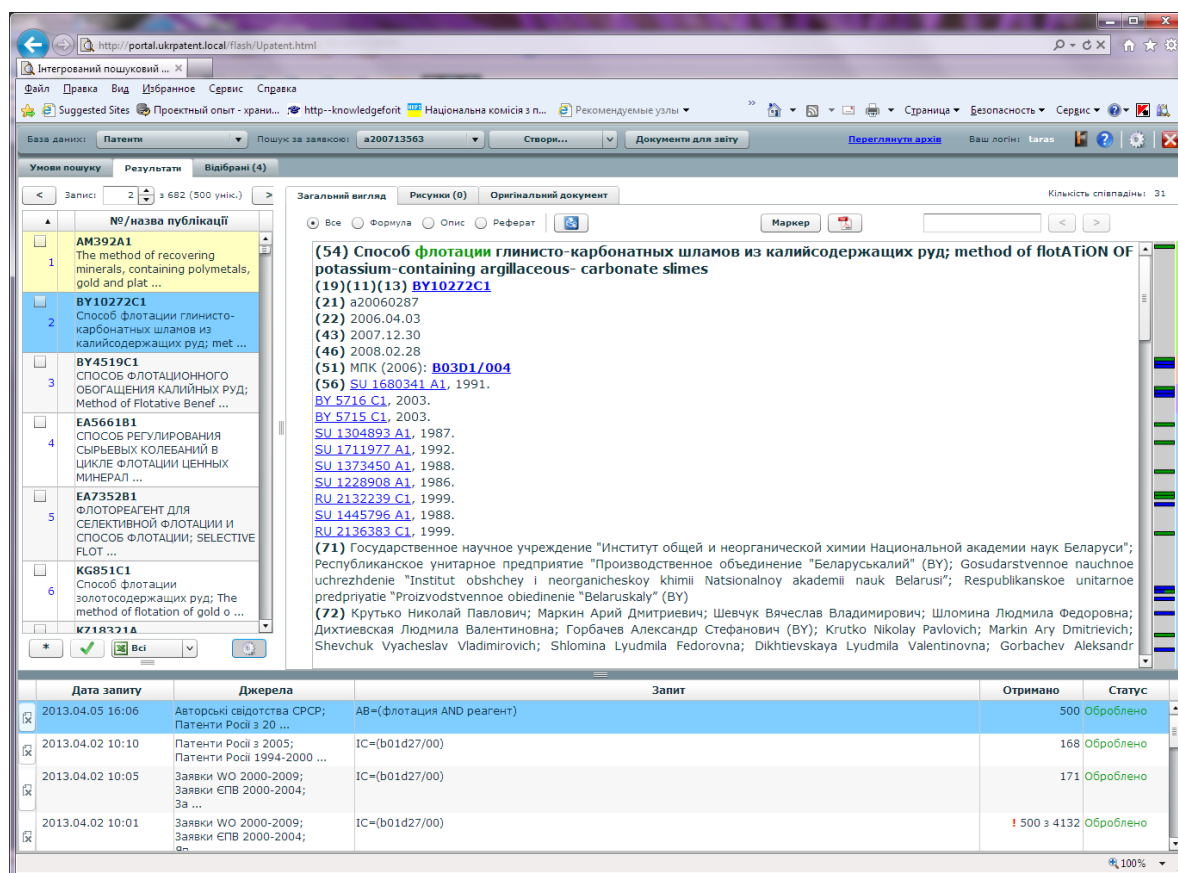 http://portal.ukrpatent.local/flash/Upatent.html
Інтегрований пошуковий ...
Файл Правка Вид Избранное Сервис Справка
Suggested Sites Проектный опыт - храни... http--knowledgeforit Національна комісія з п... Рекомендуемые узлы Страница Безопасность Сервис
База даних: Патенти Пошук за заявкою: a200713563 Створи... Документи для звіту Переглянути архів Ваш логін: taras
Умови пошуку Результати Відібрані (4)
< Запис: 2 з 682 (500 унік.) > Загальний вигляд Рисунки (0) Оригінальний документ Кількість співпадінь: 31
№/назва публікації
Все Формула Опис Реферат Маркер < >
1 AM392A1
The method of recovering
minerals, containing polymetals,
gold and plat ...
2 BY10272C1
Способ флотации глинисто-
карбонатных шламов из
калийсодержащих руд; met ...
3 BY4519C1
СПОСОБ ФЛОТАЦИОННОГО
ОБОГАЩЕНИЯ КАЛИЙНЫХ РУД;
Method of Flotative Benef ...
4 EA5661B1
СПОСОБ РЕГУЛИРОВАНИЯ
СЫРЬЕВЫХ КОЛЕБАНИЙ В
ЦИКЛЕ ФЛОТАЦИИ ЦЕННЫХ
МИНЕРАЛ ...
5 EA7352B1
ФЛОТОРЕАГЕНТ ДЛЯ
СЕЛЕКТИВНОЙ ФЛОТАЦИИ И
СПОСОБ ФЛОТАЦИИ; SELECTIVE
FLOT ...
6 KG851C1
Способ флотации
золотосодержащих руд; The
method of flotation of gold o ...
KZ18321A
* Всі
(54) Способ флотации глинисто-карбонатных шламов из калийсодержащих руд; method of flotATiON OF
potassium-containing argillaceous- carbonate slimes
(19)(11)(13) BY10272C1
(21) a20060287
(22) 2006.04.03
(43) 2007.12.30
(46) 2008.02.28
(51) МПК (2006): B03D1/004
(56) SU 1680341 A1, 1991.
BY 5716 C1, 2003.
BY 5715 C1, 2003.
SU 1304893 A1, 1987.
SU 1711977 A1, 1992.
SU 1373450 A1, 1988.
SU 1228908 A1, 1986.
RU 2132239 C1, 1999.
SU 1445796 A1, 1988.
RU 2136383 C1, 1999.
(71) Государственное научное учреждение "Институт общей и неорганической химии Национальной академии наук Беларуси";
Республиканское унитарное предприятие "Производственное объединение "Беларуськалий" (BY); Gosudarstvennoe nauchnoe
uchrezhdenie "Institut obshchey i neorganicheskoy khimii Natsionalnoy akademii nauk Belarusi"; Respublikanskoe unitarnoe
predpriyatie "Proizvodstvennoe obiedinenie "Belaruskaly" (BY)
(72) Крутько Николай Павлович; Маркин Арий Дмитриевич; Шевчук Вячеслав Владимирович; Шломина Людмила Федоровна;
Дихтиевская Людмила Валентиновна; Горбачев Александр Стефанович (BY); Krutko Nikolay Pavlovich; Markin Ary Dmitrievich;
Shevchuk Vyacheslav Vladimirovich; Shlomina Lyudmila Fedorovna; Dikhtievskaya Lyudmila Valentinovna; Gorbachev Aleksandr
Дата запиту Джерела Запит Отримано Статус
2013.04.05 16:06 Авторські свідотства СРСР; AB=(флотация AND реагент) 500 Оброблено
Патенти Росії з 20 ...
2013.04.02 10:10 Патенти Росії з 2005; IC=(b01d27/00) 168 Оброблено
Патенти Росії 1994-2000 ...
2013.04.02 10:05 Заявки WO 2000-2009; IC=(b01d27/00) 171 Оброблено
Заявки ЄПВ 2000-2004;
За ...
2013.04.02 10:01 Заявки WO 2000-2009; IC=(b01d27/00) ! 500 з 4132 Оброблено
Заявки ЄПВ 2000-2004;
100%